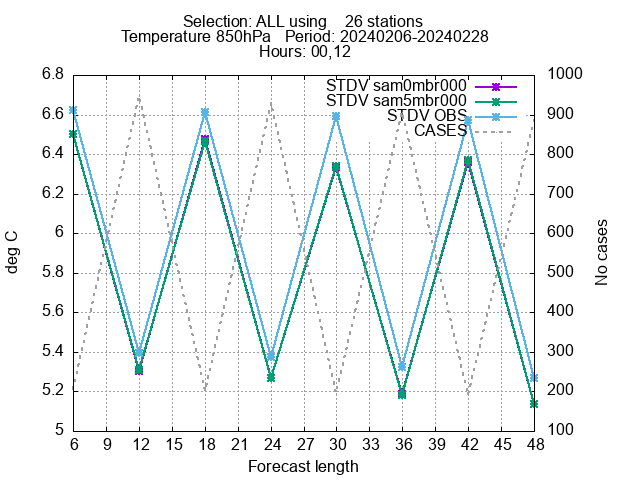 Selection: ALL using    26 stations
Temperature 850hPa   Period: 20240206-20240228
Hours: 00,12
STDV sam0mbr000
STDV sam5mbr000
STDV OBS
CASES
6.8
6.6
6.4
6.2
6
5.8
5.6
5.4
5.2
5
1000
900
800
700
600
500
400
300
200
100
deg C
No cases
6 9 12 15 18 21 24 27 30 33 36 39 42 45 48
Forecast length